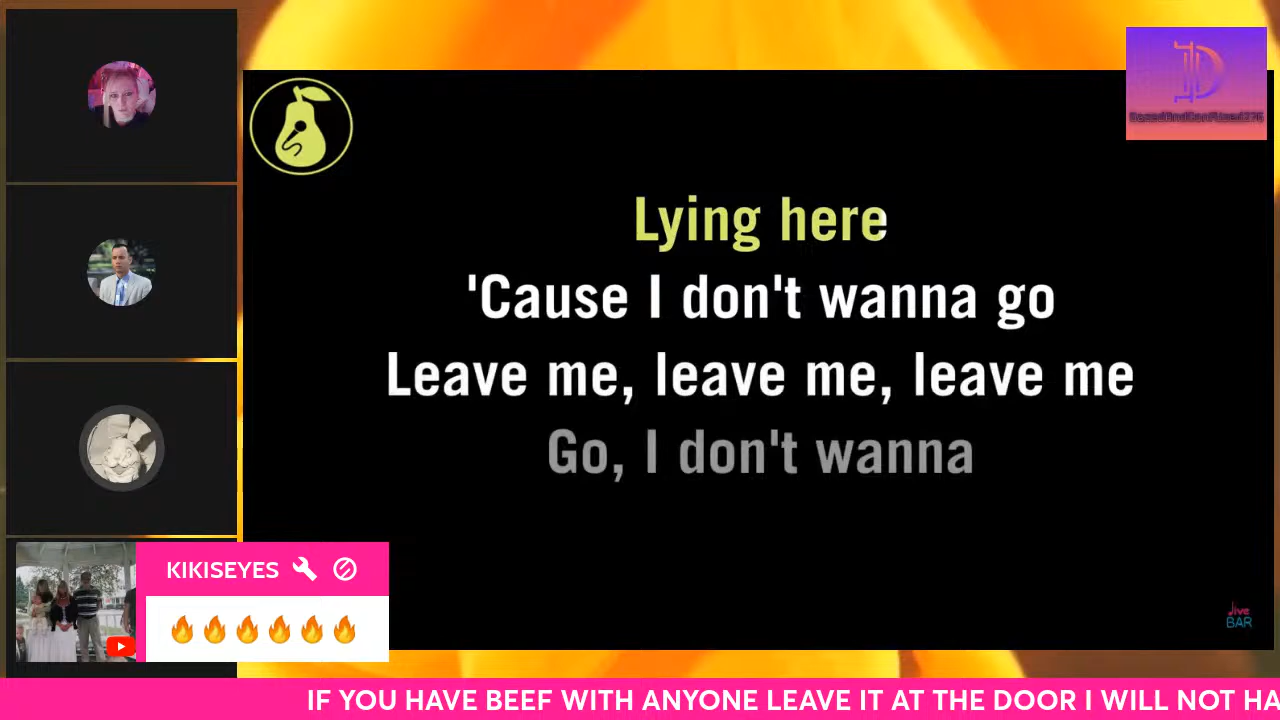 Lying here
'Cause I don't wanna go
Leave me, leave me, leave me
Go, I don't wanna
KIKISEYES
Jive
BAR
IF YOU HAVE BEEF WITH ANYONE LEAVE IT AT THE DOOR I WILL NOT HA